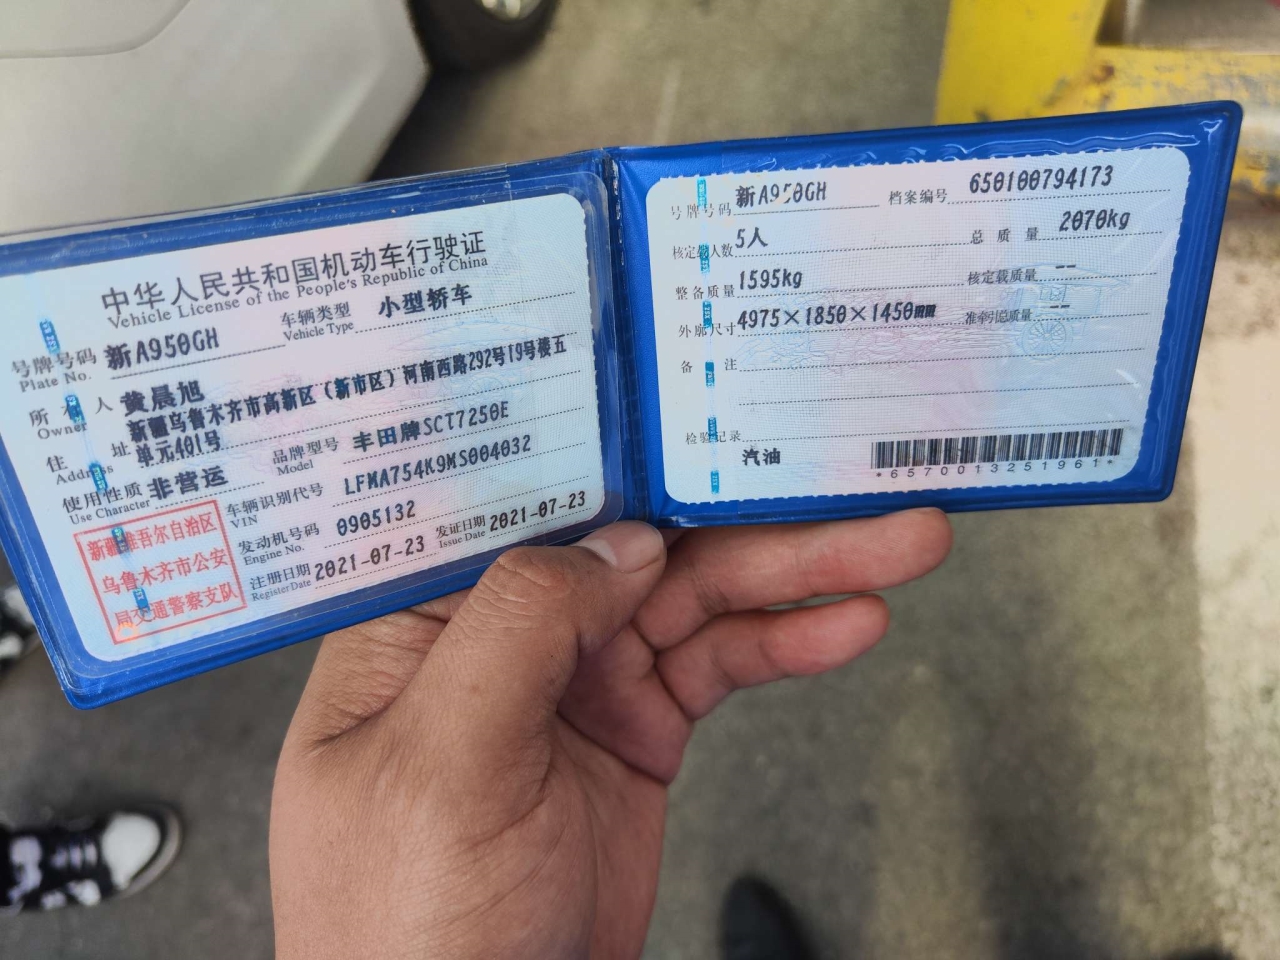 中华人民共和国机动车行驶证
Vehicle License of the People's Republic of China
号牌号码 新A950GH 车辆类型 小型轿车
Plate No. Vehicle Type
所有人 黄晨旭
Owner
住址 新疆乌鲁木齐市高新区（新市区）河南西路292号19号楼五
Address 单元401号
使用性质 非营运 品牌型号 丰田牌SCT7250E
Use Character Model
车辆识别代号 LFMA754K9MS004032
VIN
发动机号码 0905132
Engine No.
注册日期 2021-07-23 发证日期 2021-07-23
Register Date Issue Date
新疆维吾尔自治区
乌鲁木齐市公安
局交通警察支队
号牌号码 新A950GH 档案编号 650100794173
核定载人数 5人 总质量 2070kg
整备质量 1595kg 核定载质量 --
外廓尺寸 4975×1850×1450mm 准牵引总质量 --
备注
检验记录
汽油
*6570013251961*